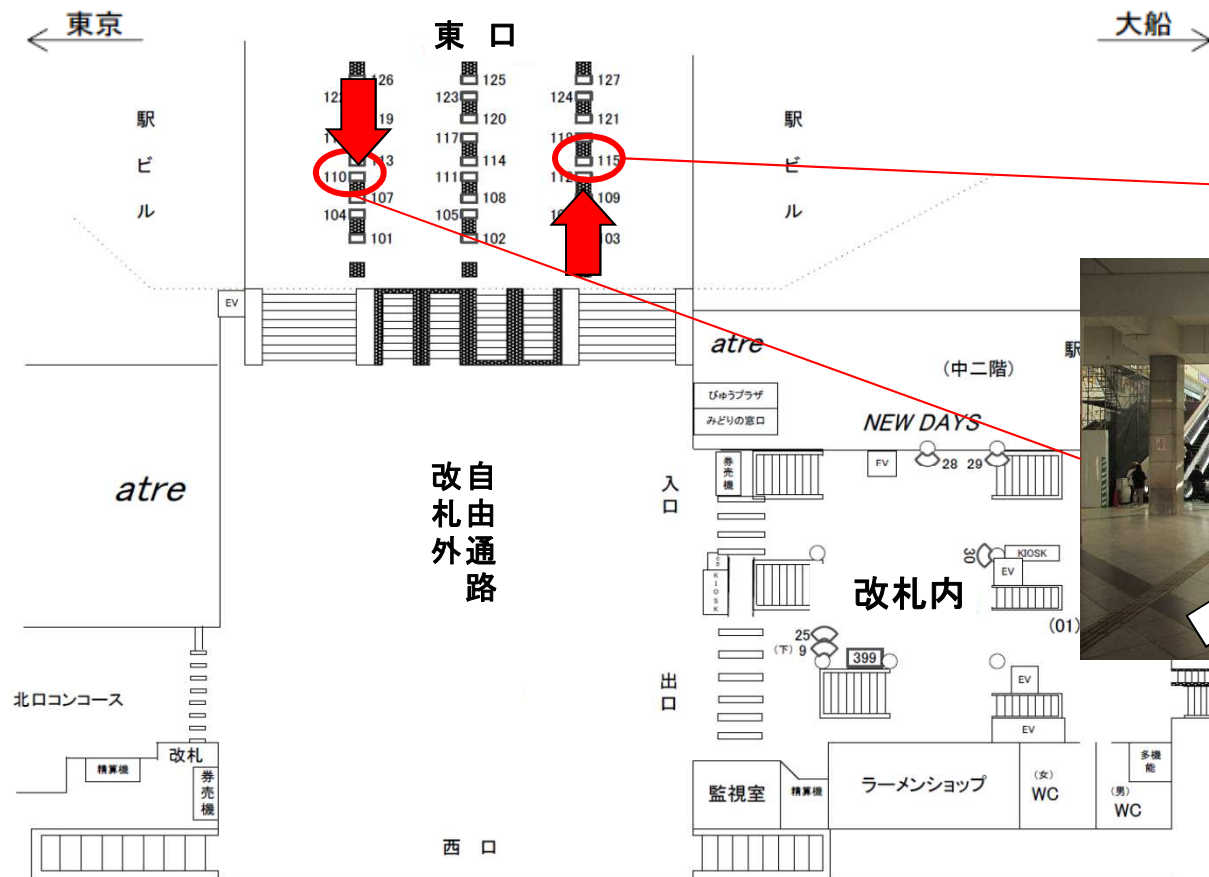 東京
大船
東 口
126
125
127
123
124
120
121
117
113
114
115
110
111
107
108
109
104
105
101
102
103
駅ビル
駅ビル
EV
atre
(中二階)
びゅうプラザ
みどりの窓口
NEW DAYS
券売機
EV
28
29
atre
自由通路
改札外
入口
KIOSK
30
KIOSK
EV
改札内
(01)
25
(下) 9
399
出口
EV
EV
北口コンコース
改札
精算機
券売機
監視室
精算機
ラーメンショップ
(女)
WC
(男)
WC
多機能
西 口